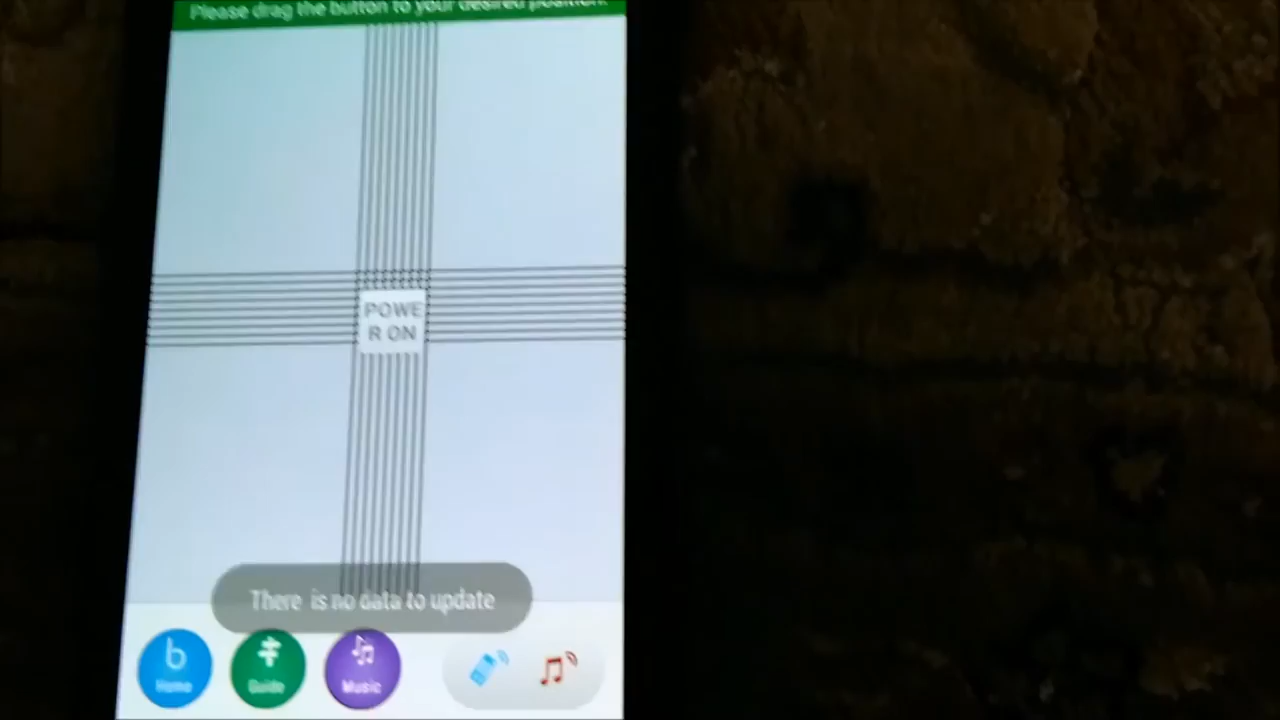 Please drag the button to your desired position.
POWE
R ON
There is no data to update
b
Home
Guide
Music